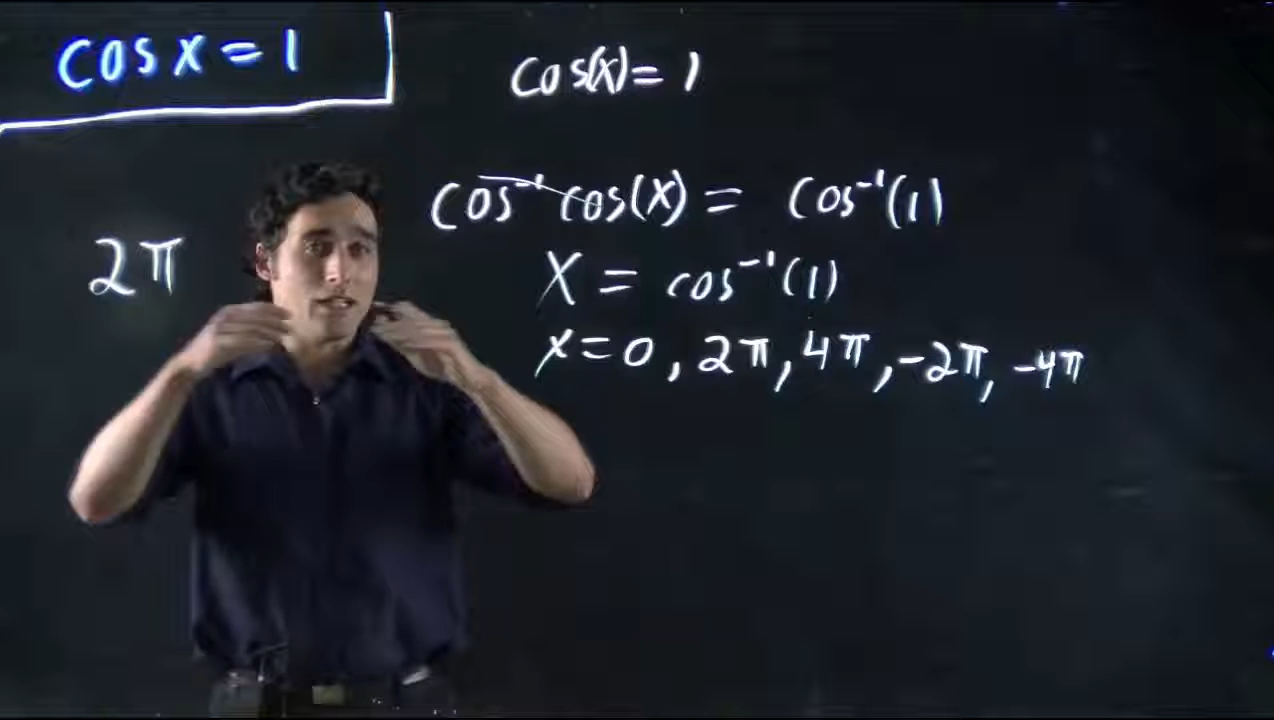 cos x = 1
cos(x) = 1
cos⁻¹ cos(x) = cos⁻¹(1)
2π
x = cos⁻¹(1)
x = 0, 2π, 4π, -2π, -4π